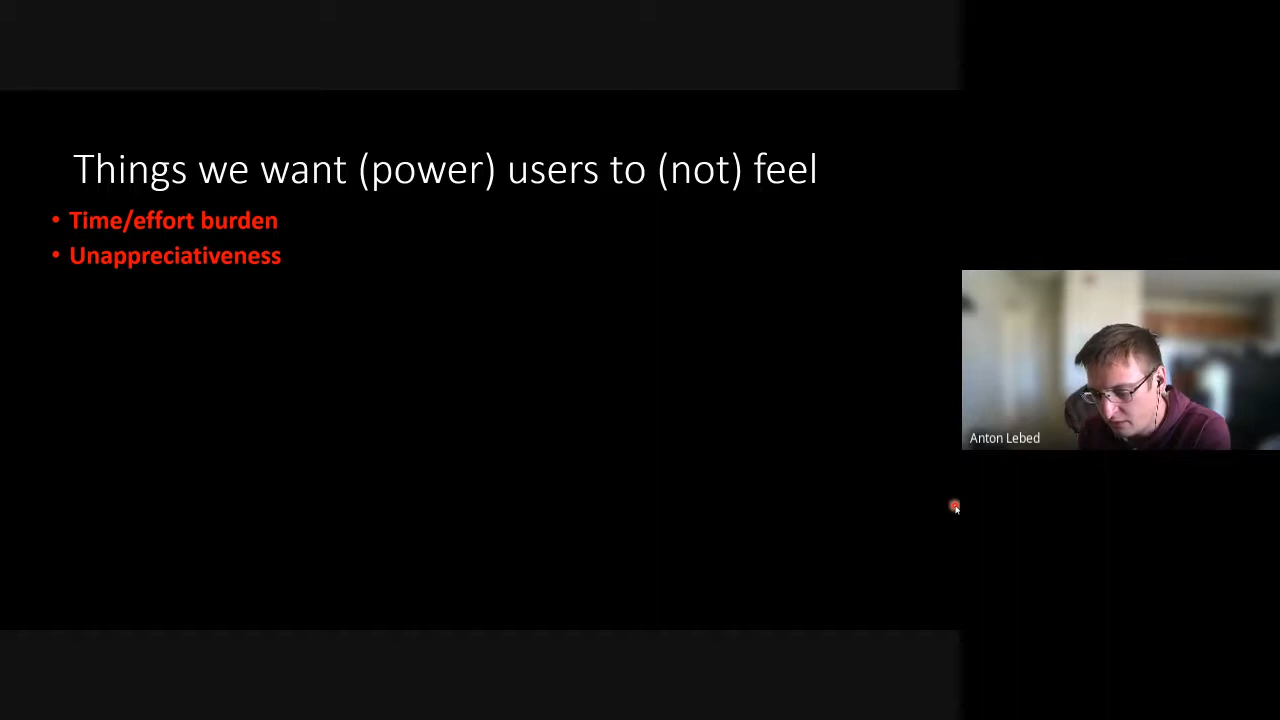 Things we want (power) users to (not) feel
• Time/effort burden
• Unappreciativeness
Anton Lebed